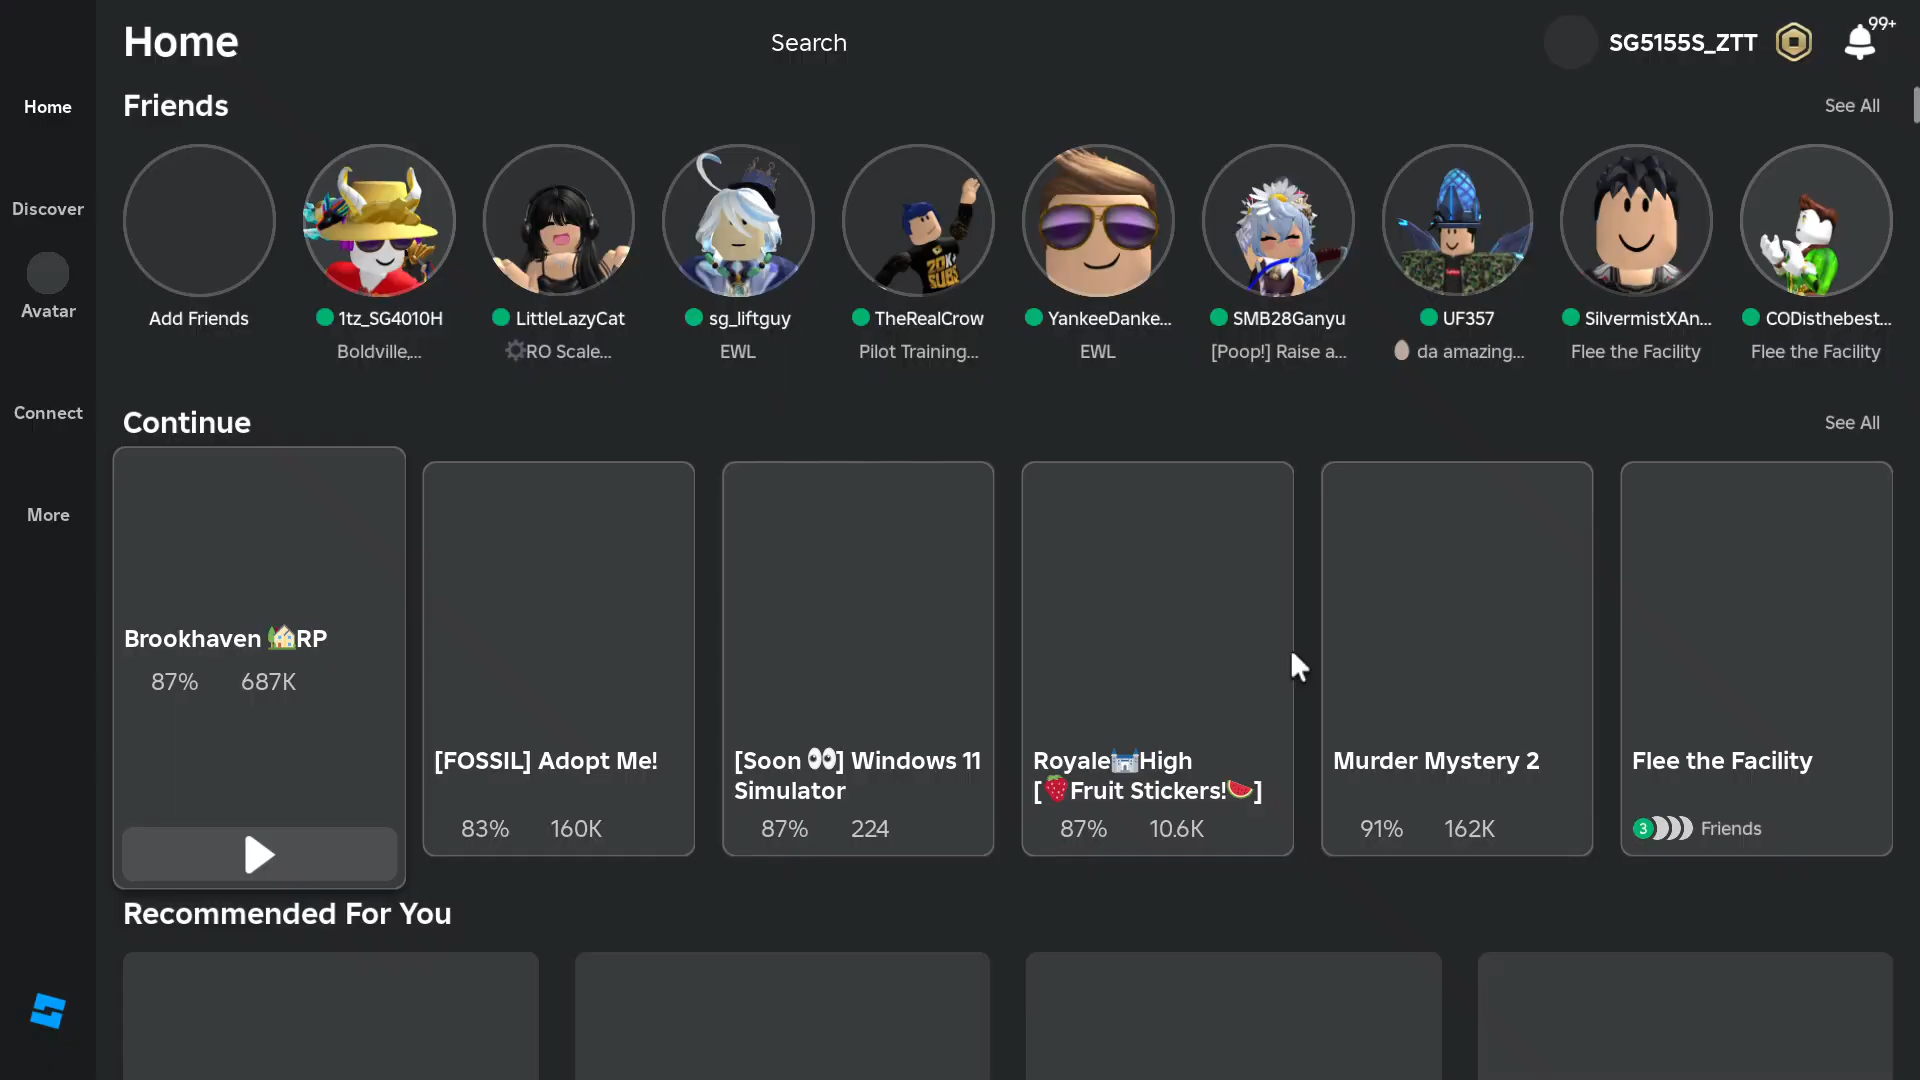 Home
Search
SG5155S_ZTT
99+
Home
Discover
Avatar
Connect
More
Friends
See All
Add Friends
1tz_SG4010H
Boldville,...
LittleLazyCat
⚙RO Scale...
sg_liftguy
EWL
TheRealCrow
Pilot Training...
YankeeDanke...
EWL
SMB28Ganyu
[Poop!] Raise a...
UF357
🥚 da amazing...
SilvermistXAn...
Flee the Facility
CODisthebest...
Flee the Facility
20K+
SUBS
Continue
See All
Brookhaven 🏡RP
87% 687K
[FOSSIL] Adopt Me!
83% 160K
[Soon 👀] Windows 11
Simulator
87% 224
Royale🏰High
[🍓Fruit Stickers!🍉]
87% 10.6K
Murder Mystery 2
91% 162K
Flee the Facility
3 Friends
Recommended For You